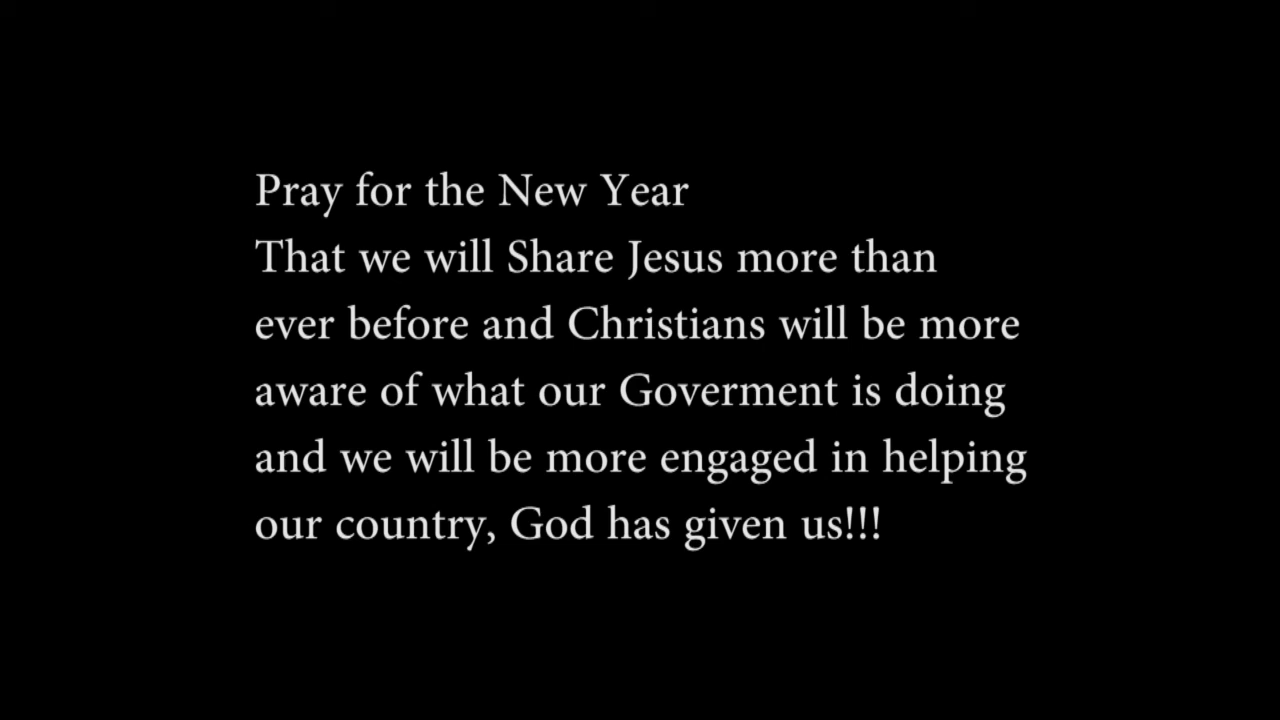 Pray for the New Year
That we will Share Jesus more than
ever before and Christians will be more
aware of what our Goverment is doing
and we will be more engaged in helping
our country, God has given us!!!